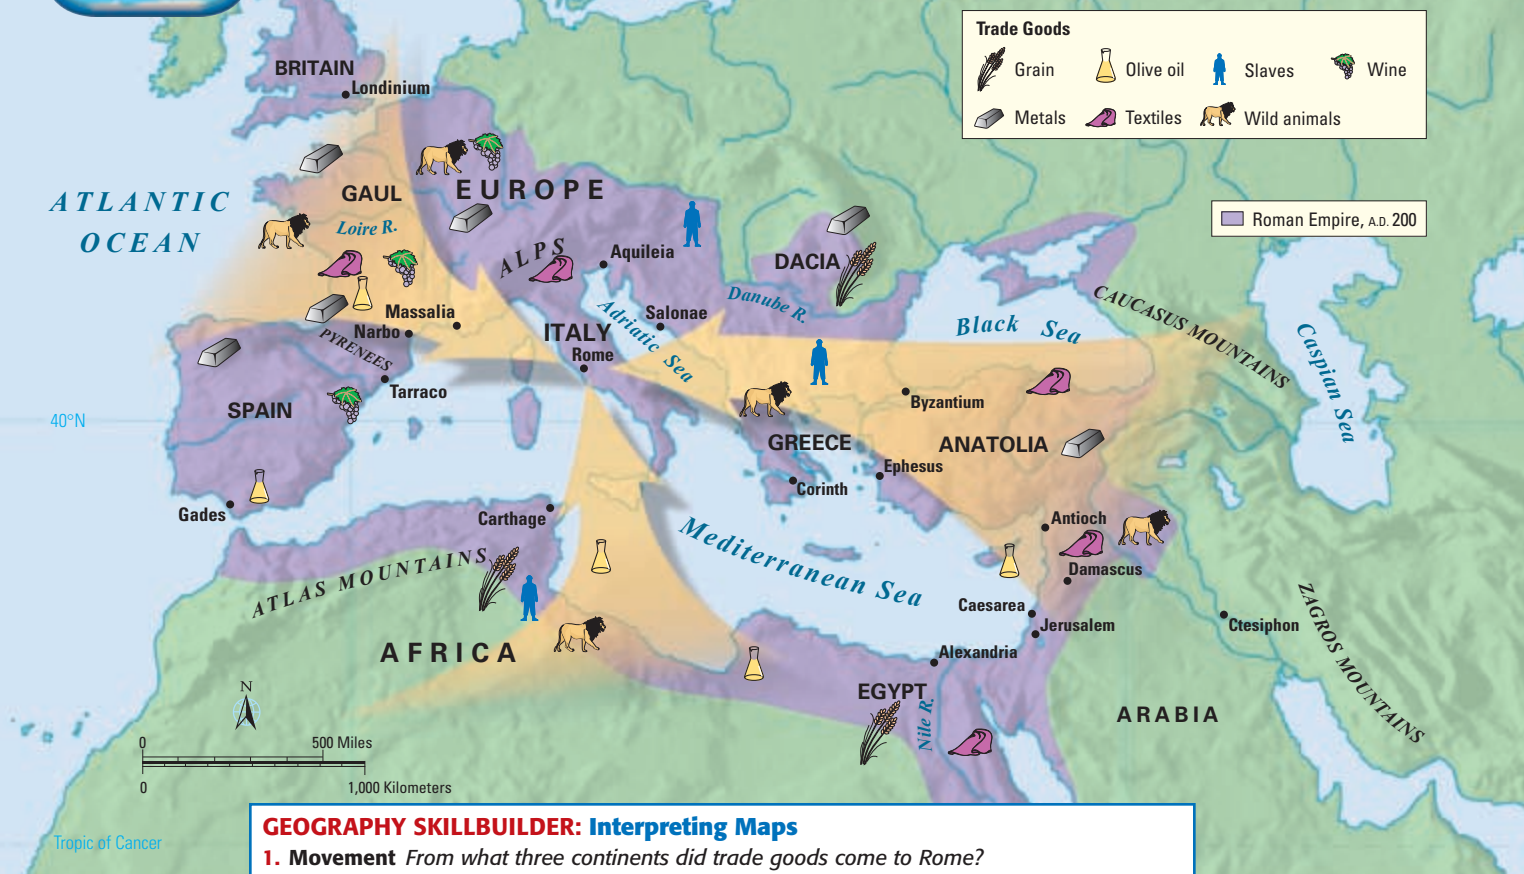 Trade Goods
Grain
Olive oil
Slaves
Wine
Metals
Textiles
Wild animals
Roman Empire, A.D. 200
BRITAIN
Londinium
ATLANTIC
OCEAN
GAUL
EUROPE
Loire R.
ALPS
Aquileia
DACIA
Danube R.
CAUCASUS MOUNTAINS
Caspian Sea
Black Sea
Massalia
Narbo
PYRENEES
ITALY
Rome
Adriatic Sea
Salonae
Tarraco
SPAIN
40°N
Byzantium
GREECE
ANATOLIA
Ephesus
Corinth
Gades
Carthage
Antioch
Mediterranean Sea
Damascus
ATLAS MOUNTAINS
Caesarea
Jerusalem
Ctesiphon
ZAGROS MOUNTAINS
AFRICA
Alexandria
EGYPT
Nile R.
ARABIA
N
0
500 Miles
0
1,000 Kilometers
Tropic of Cancer
GEOGRAPHY SKILLBUILDER: Interpreting Maps
1. Movement From what three continents did trade goods come to Rome?